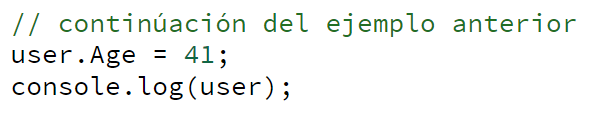 // continúación del ejemplo anterior
user.Age = 41;
console.log(user);